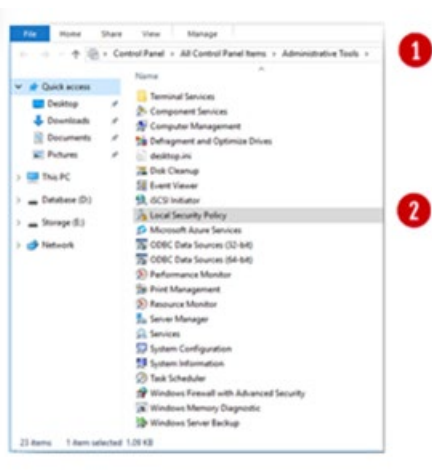 File Home Share View Manage
1
Control Panel > All Control Panel Items > Administrative Tools >
Name
Quick access
Desktop
Downloads
Documents
Pictures
This PC
Database (D:)
Storage (E:)
Network
Terminal Services
Component Services
Computer Management
Defragment and Optimize Drives
desktop.ini
Disk Cleanup
Event Viewer
iSCSI Initiator
Local Security Policy
2
Microsoft Azure Services
ODBC Data Sources (32-bit)
ODBC Data Sources (64-bit)
Performance Monitor
Print Management
Resource Monitor
Server Manager
Services
System Configuration
System Information
Task Scheduler
Windows Firewall with Advanced Security
Windows Memory Diagnostic
Windows Server Backup
23 items 1 item selected 1.09 KB